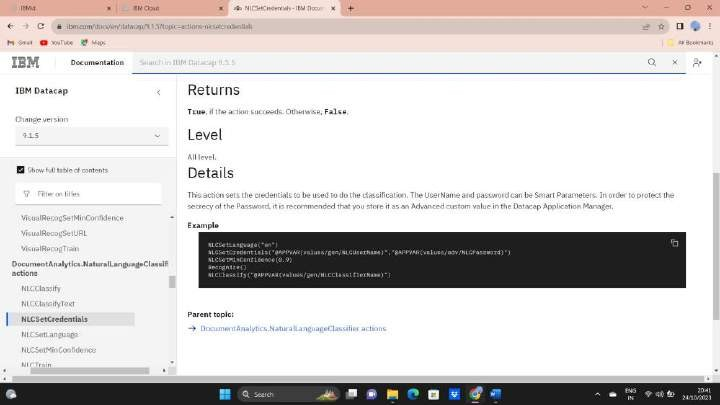 IBMid
IBM Cloud
NLCSetCredentials - IBM Docum
ibm.com/docs/en/datacap/9.1.5?topic=actions-nlcsetcredentials
Gmail
YouTube
Maps
All Bookmarks
IBM
Documentation
Search in IBM Datacap 9.1.5
IBM Datacap
Change version
9.1.5
Show full table of contents
Filter on titles
VisualRecogSetMinConfidence
VisualRecogSetURL
VisualRecogTrain
DocumentAnalytics.NaturalLanguageClassifi
actions
NLCClassify
NLCClassifyText
NLCSetCredentials
NLCSetLanguage
NLCSetMinConfidence
NLCTrain
Returns
True, if the action succeeds. Otherwise, False.
Level
All level.
Details
This action sets the credentials to be used to do the classification. The UserName and password can be Smart Parameters. In order to protect the
secrecy of the Password, it is recommended that you store it as an Advanced custom value in the Datacap Application Manager.
Example
NLCSetLanguage("en")
NLCSetCredentials("@APPVAR(values/gen/NLCUserName)","@APPVAR(values/adv/NLCPassword)")
NLCSetMinConfidence(0.9)
Recognize()
NLCClassify("@APPVAR(values/gen/NLCClassifierName)")
Parent topic:
→ DocumentAnalytics.NaturalLanguageClassifier actions
Search
ENG
IN
20:41
24/10/2023